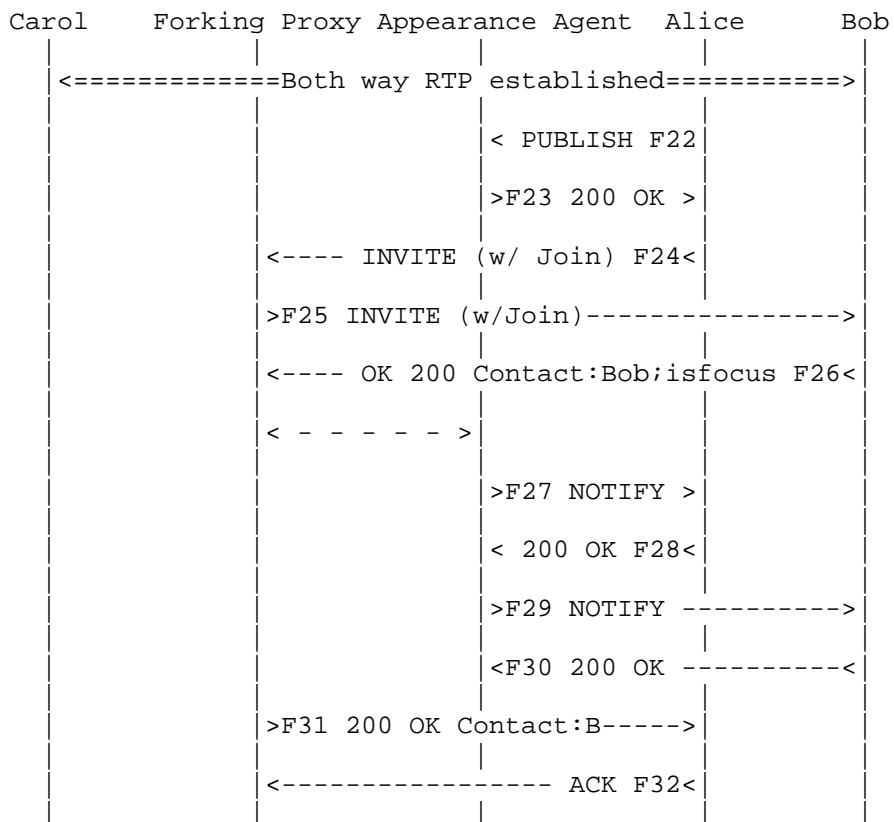 Carol Forking Proxy Appearance Agent Alice Bob
<=============Both way RTP established===========>
< PUBLISH F22
>F23 200 OK >
<---- INVITE (w/ Join) F24<
>F25 INVITE (w/Join)---------------->
<---- OK 200 Contact:Bob;isfocus F26<
< - - - - - >
>F27 NOTIFY >
< 200 OK F28<
>F29 NOTIFY ---------->
<F30 200 OK ----------<
>F31 200 OK Contact:B----->
<----------------- ACK F32<